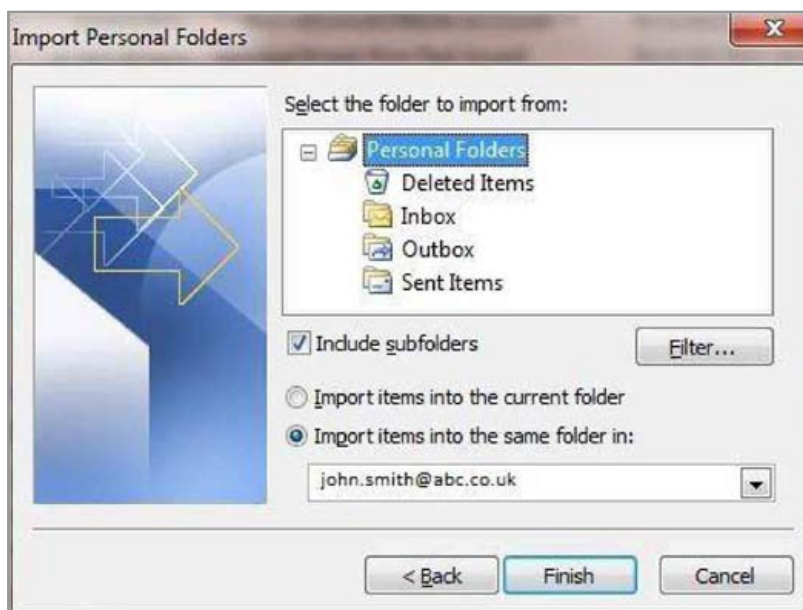 Import Personal Folders
Select the folder to import from:
Personal Folders
Deleted Items
Inbox
Outbox
Sent Items
Include subfolders
Filter...
Import items into the current folder
Import items into the same folder in:
john.smith@abc.co.uk
< Back
Finish
Cancel